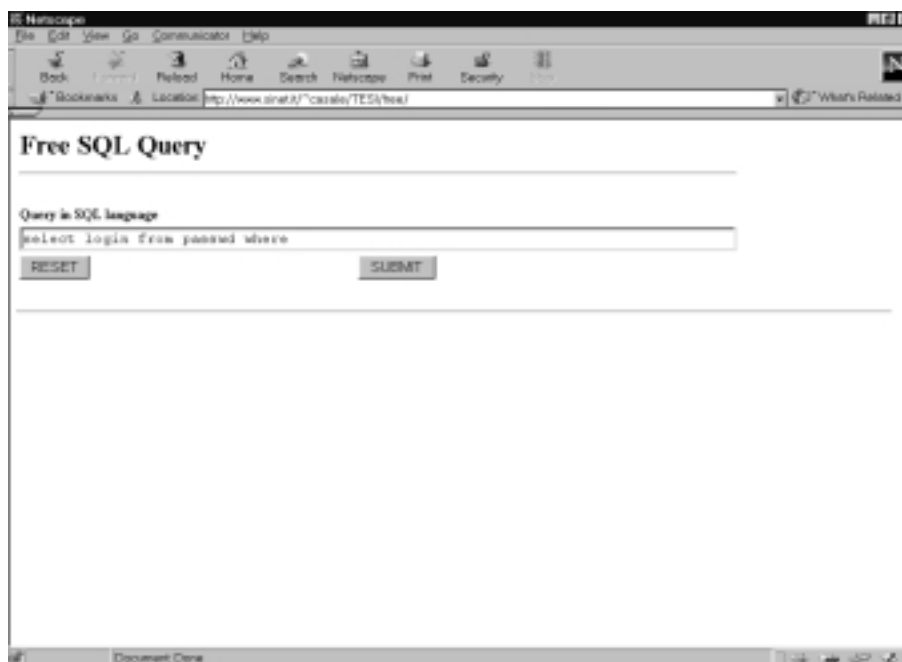 Netscape
File Edit View Go Communicator Help
Back Forward Reload Home Search Netscape Print Security Stop
Bookmarks Location: http://www.sinet.it/~casale/TESI/free/ What's Related
Free SQL Query
Query in SQL language
select login from passwd where
RESET SUBMIT
Document Done